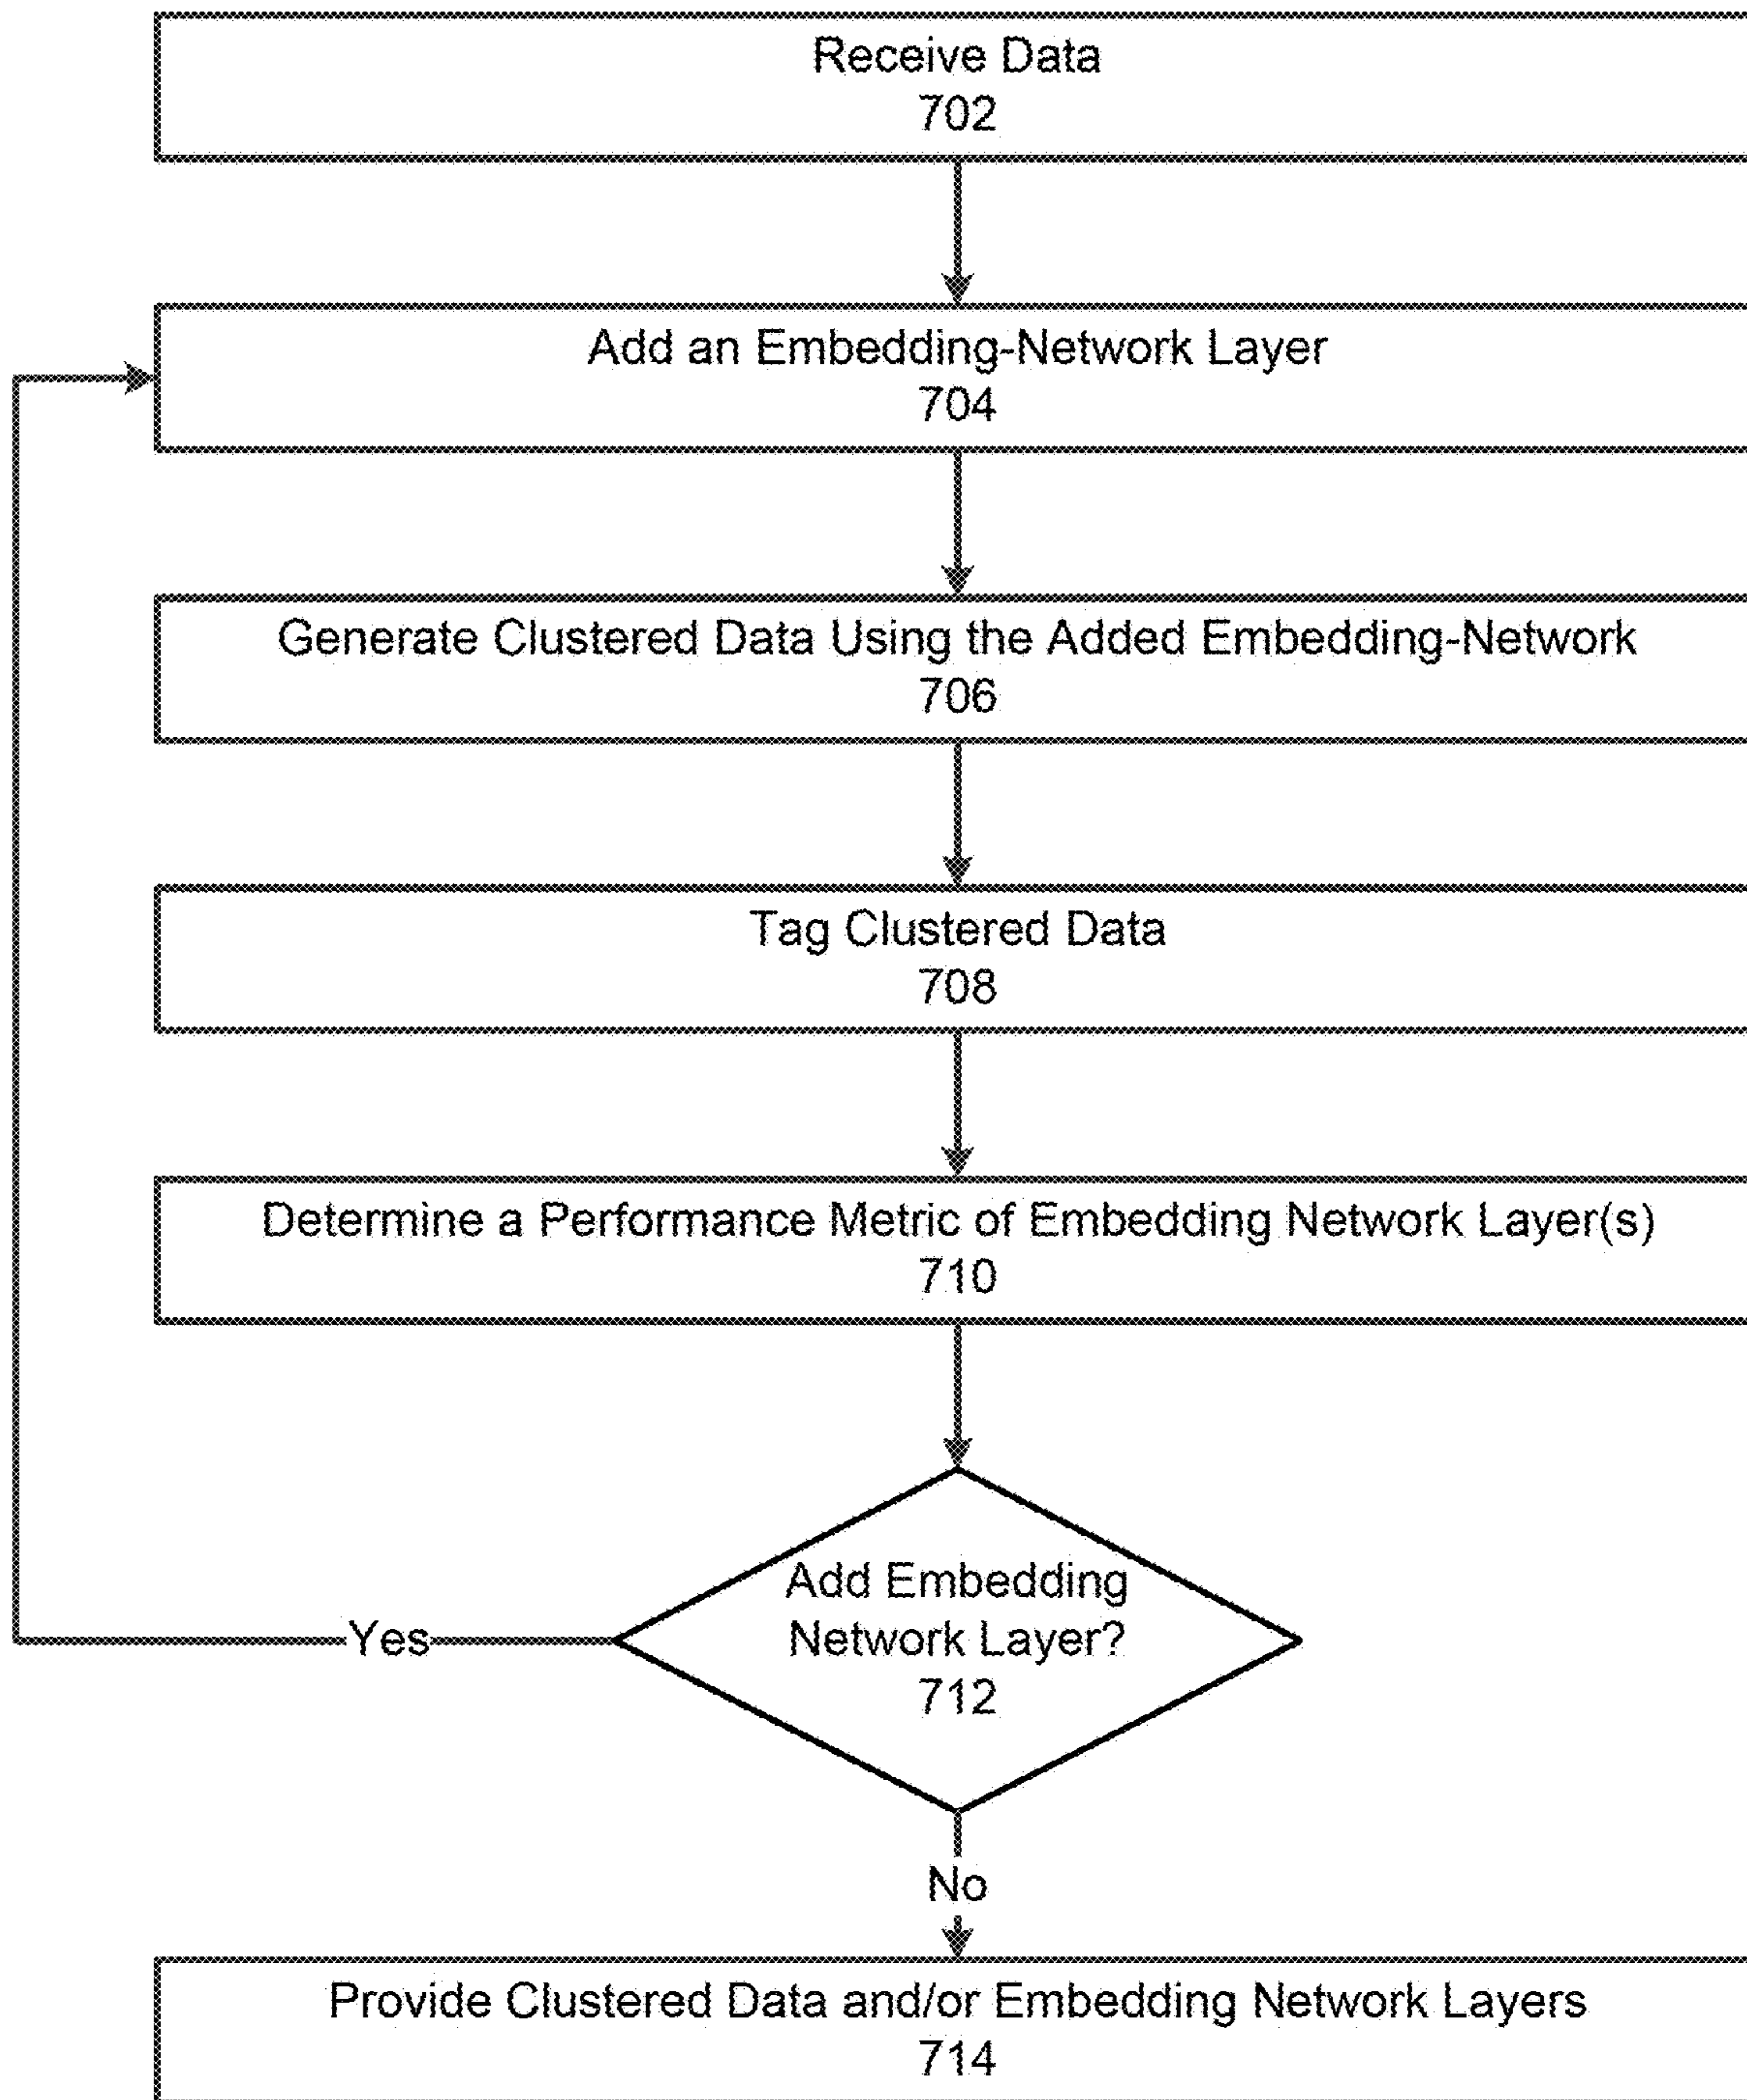 Receive Data
702
Add an Embedding-Network Layer
704
Generate Clustered Data Using the Added Embedding-Network
706
Tag Clustered Data
708
Determine a Performance Metric of Embedding Network Layer(s)
710
Add Embedding
Network Layer?
712
Yes
No
Provide Clustered Data and/or Embedding Network Layers
714